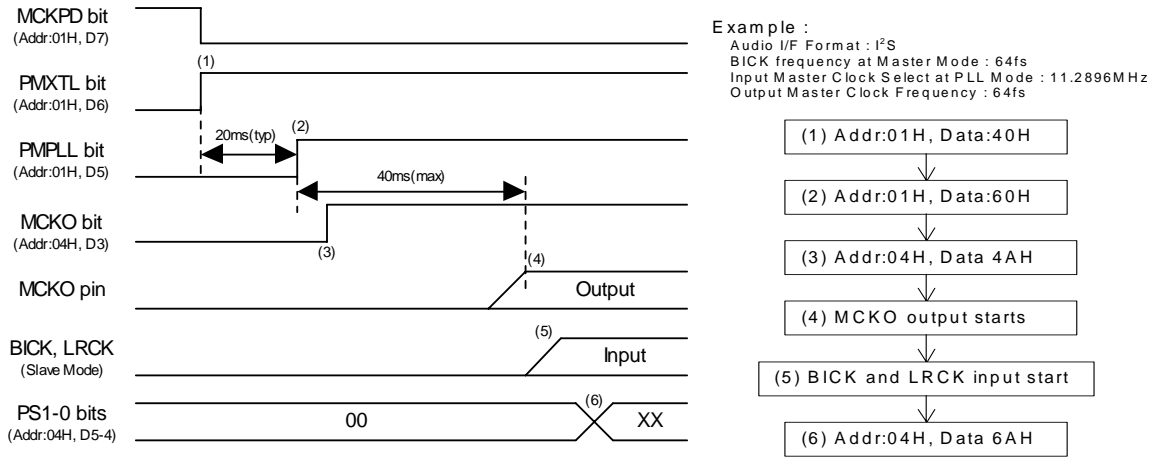 MCKPD bit
(Addr:01H, D7)
(1)
PMXTL bit
(Addr:01H, D6)
20ms(typ)
(2)
PMPLL bit
(Addr:01H, D5)
40ms(max)
MCKO bit
(Addr:04H, D3)
(3)
(4)
MCKO pin
Output
(5)
BICK, LRCK
(Slave Mode)
Input
(6)
PS1-0 bits
(Addr:04H, D5-4)
00
XX
Example :
Audio I/F Format : I²S
BICK frequency at Master Mode : 64fs
Input Master Clock Select at PLL Mode : 11.2896MHz
Output Master Clock Frequency : 64fs
(1) Addr:01H, Data:40H
(2) Addr:01H, Data:60H
(3) Addr:04H, Data 4AH
(4) MCKO output starts
(5) BICK and LRCK input start
(6) Addr:04H, Data 6AH